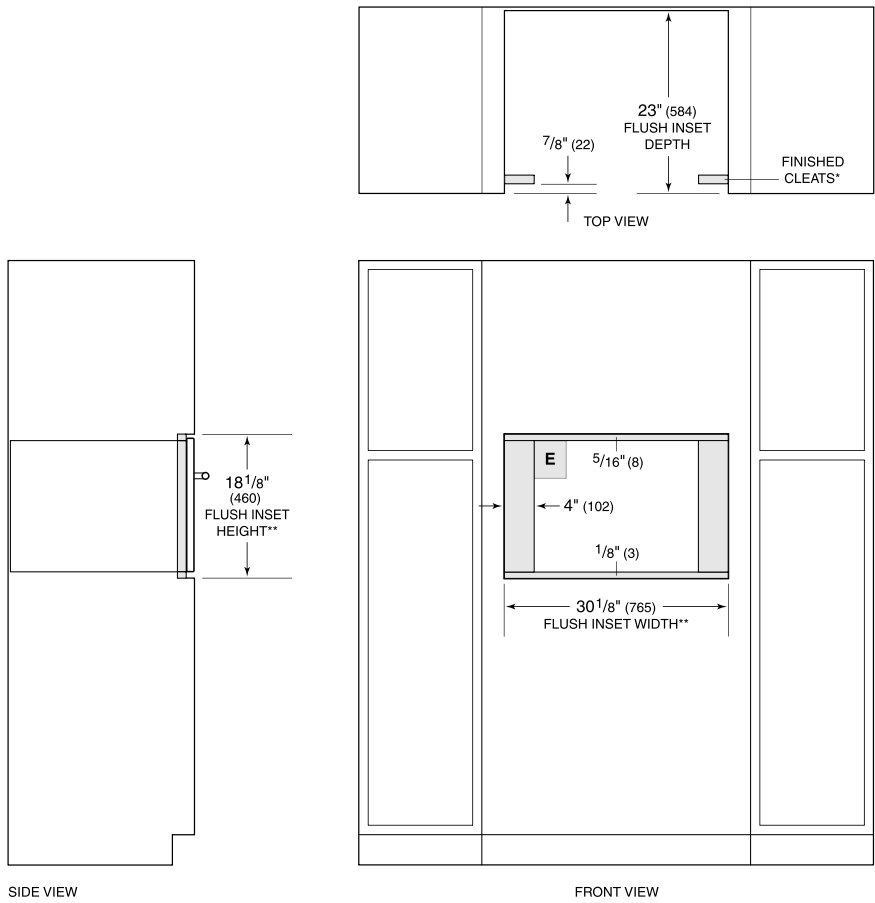 23" (584)
FLUSH INSET
DEPTH
7/8" (22)
FINISHED
CLEATS*
TOP VIEW
18 1/8"
(460)
FLUSH INSET
HEIGHT**
E
5/16" (8)
4" (102)
1/8" (3)
30 1/8" (765)
FLUSH INSET WIDTH**
SIDE VIEW
FRONT VIEW